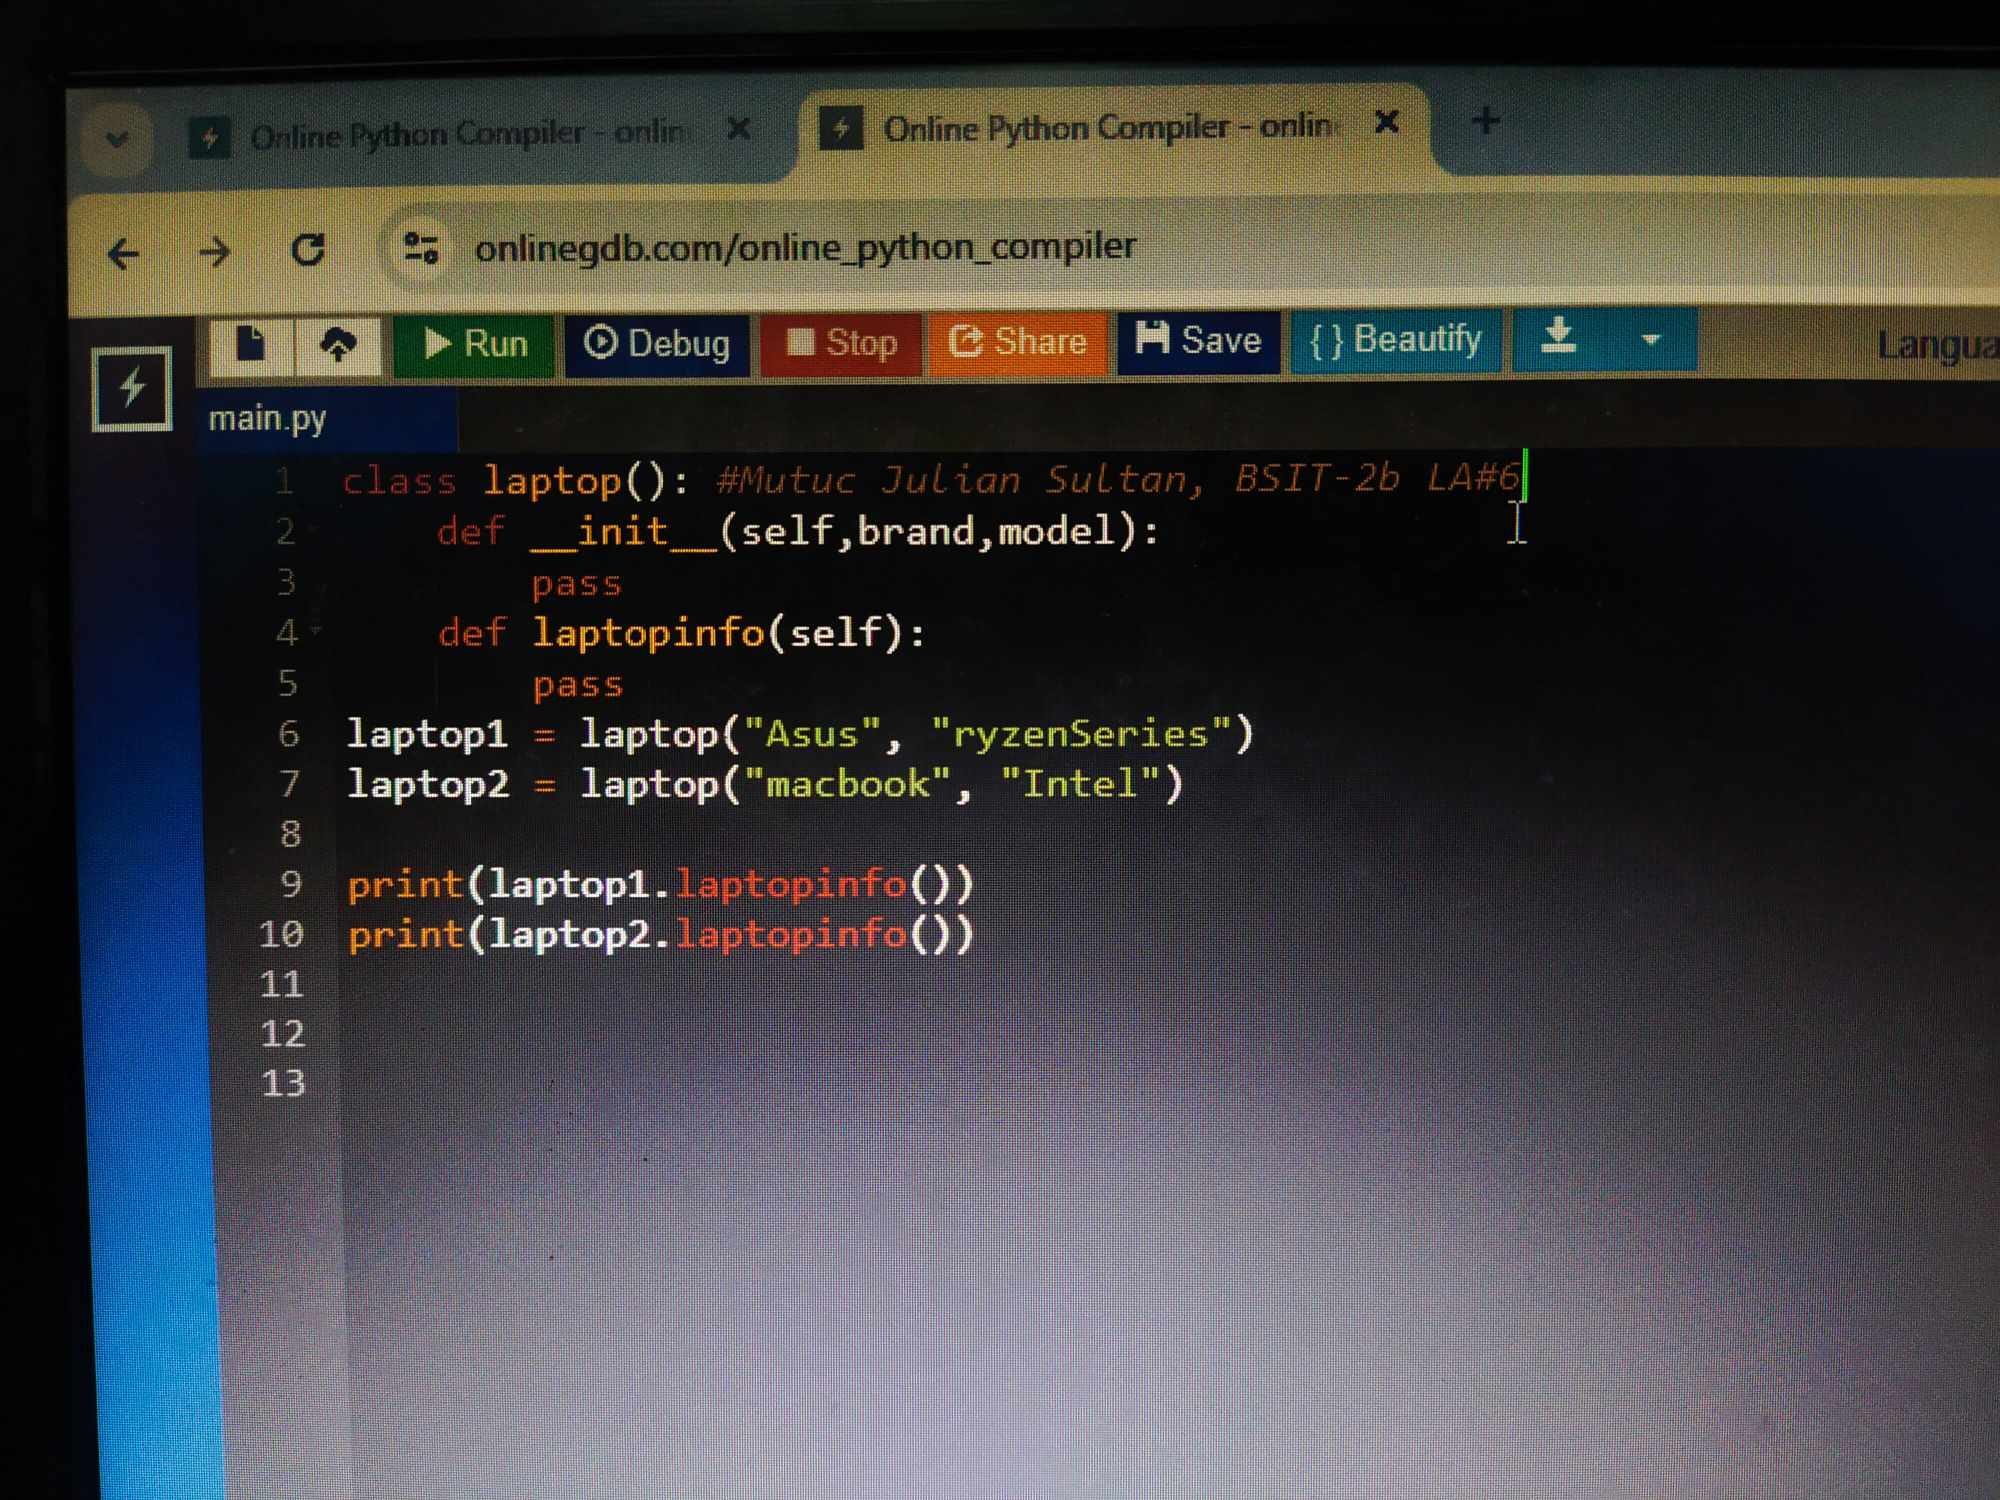 Online Python Compiler - onlin
Online Python Compiler - onlin
onlinegdb.com/online_python_compiler
Run Debug Stop Share Save {} Beautify Langua
main.py
1 class laptop(): #Mutuc Julian Sultan, BSIT-2b LA#6
2 def __init__(self,brand,model):
3 pass
4 def laptopinfo(self):
5 pass
6 laptop1 = laptop("Asus", "ryzenSeries")
7 laptop2 = laptop("macbook", "Intel")
8
9 print(laptop1.laptopinfo())
10 print(laptop2.laptopinfo())
11
12
13